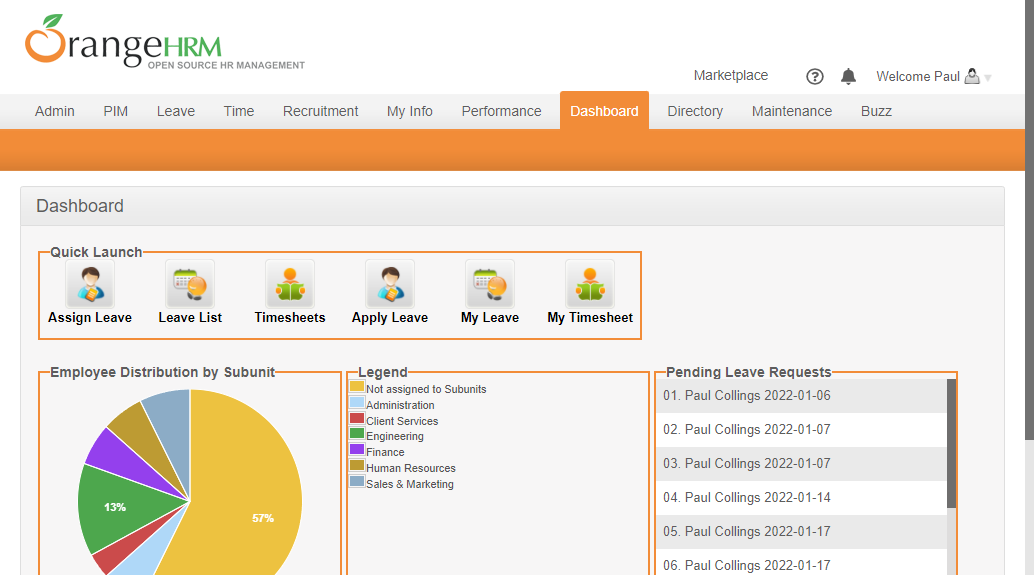 OrangeHRM
OPEN SOURCE HR MANAGEMENT
Marketplace ? Welcome Paul
Admin PIM Leave Time Recruitment My Info Performance Dashboard Directory Maintenance Buzz
Dashboard
Quick Launch
Assign Leave Leave List Timesheets Apply Leave My Leave My Timesheet
Employee Distribution by Subunit
13%
57%
Legend
Not assigned to Subunits
Administration
Client Services
Engineering
Finance
Human Resources
Sales & Marketing
Pending Leave Requests
01. Paul Collings 2022-01-06
02. Paul Collings 2022-01-07
03. Paul Collings 2022-01-07
04. Paul Collings 2022-01-14
05. Paul Collings 2022-01-17
06. Paul Collings 2022-01-17